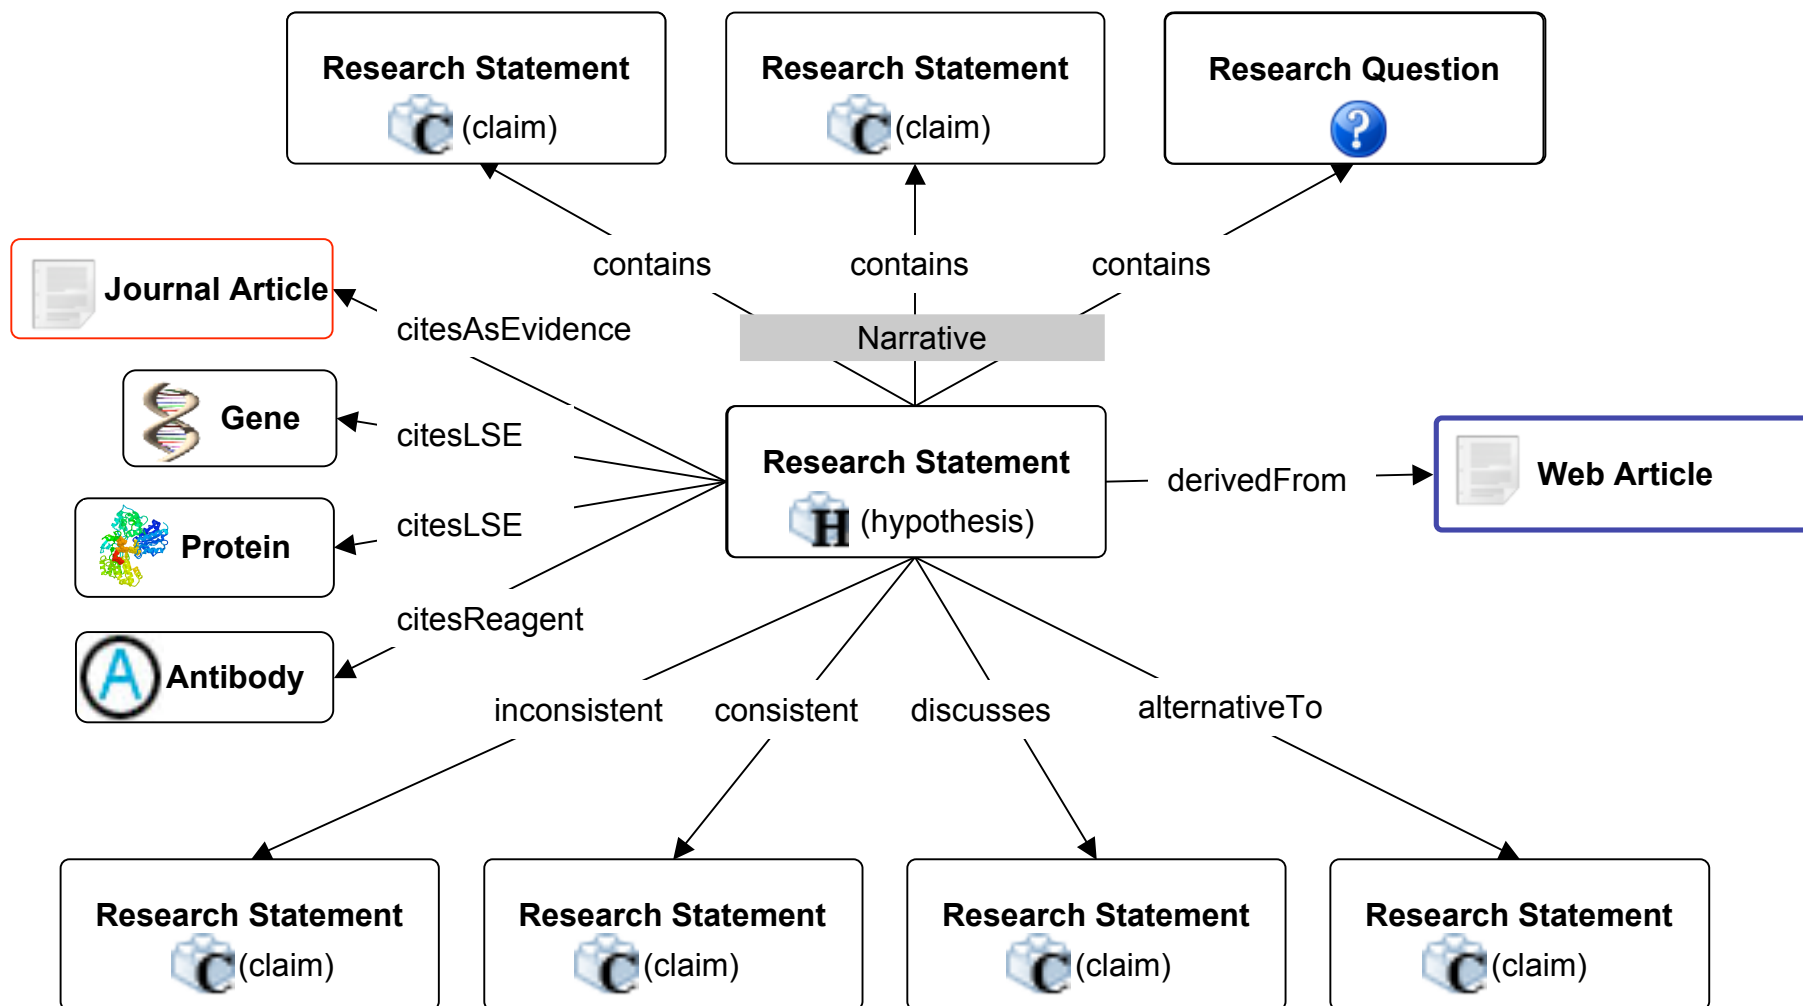 Research Statement
C (claim)
Research Statement
C (claim)
Research Question
?
contains
contains
contains
Journal Article
citesAsEvidence
Narrative
Gene
citesLSE
Research Statement
H (hypothesis)
derivedFrom
Web Article
Protein
citesLSE
citesReagent
A Antibody
inconsistent
consistent
discusses
alternativeTo
Research Statement
C (claim)
Research Statement
C (claim)
Research Statement
C (claim)
Research Statement
C (claim)